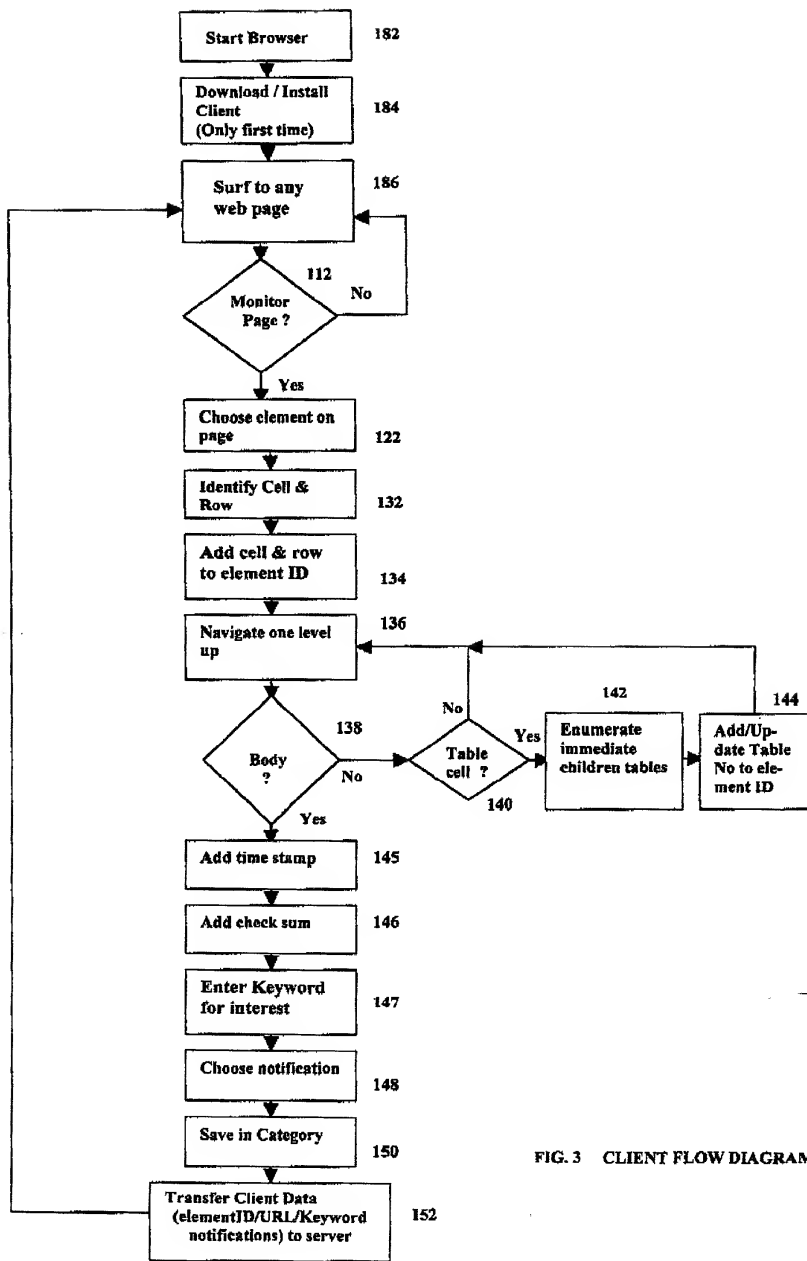 Start Browser
182
Download / Install
Client
(Only first time)
184
Surf to any
web page
186
112
Monitor
Page ?
No
Yes
Choose element on
page
122
Identify Cell &
Row
132
Add cell & row
to element ID
134
136
Navigate one level
up
138
Body
?
No
Yes
No
Table
cell ?
Yes
140
142
Enumerate
immediate
children tables
144
Add/Up-
date Table
No to ele-
ment ID
Add time stamp
145
Add check sum
146
Enter Keyword
for interest
147
Choose notification
148
Save in Category
150
Transfer Client Data
(elementID/URL/Keyword
notifications) to server
152
FIG. 3 CLIENT FLOW DIAGRAM